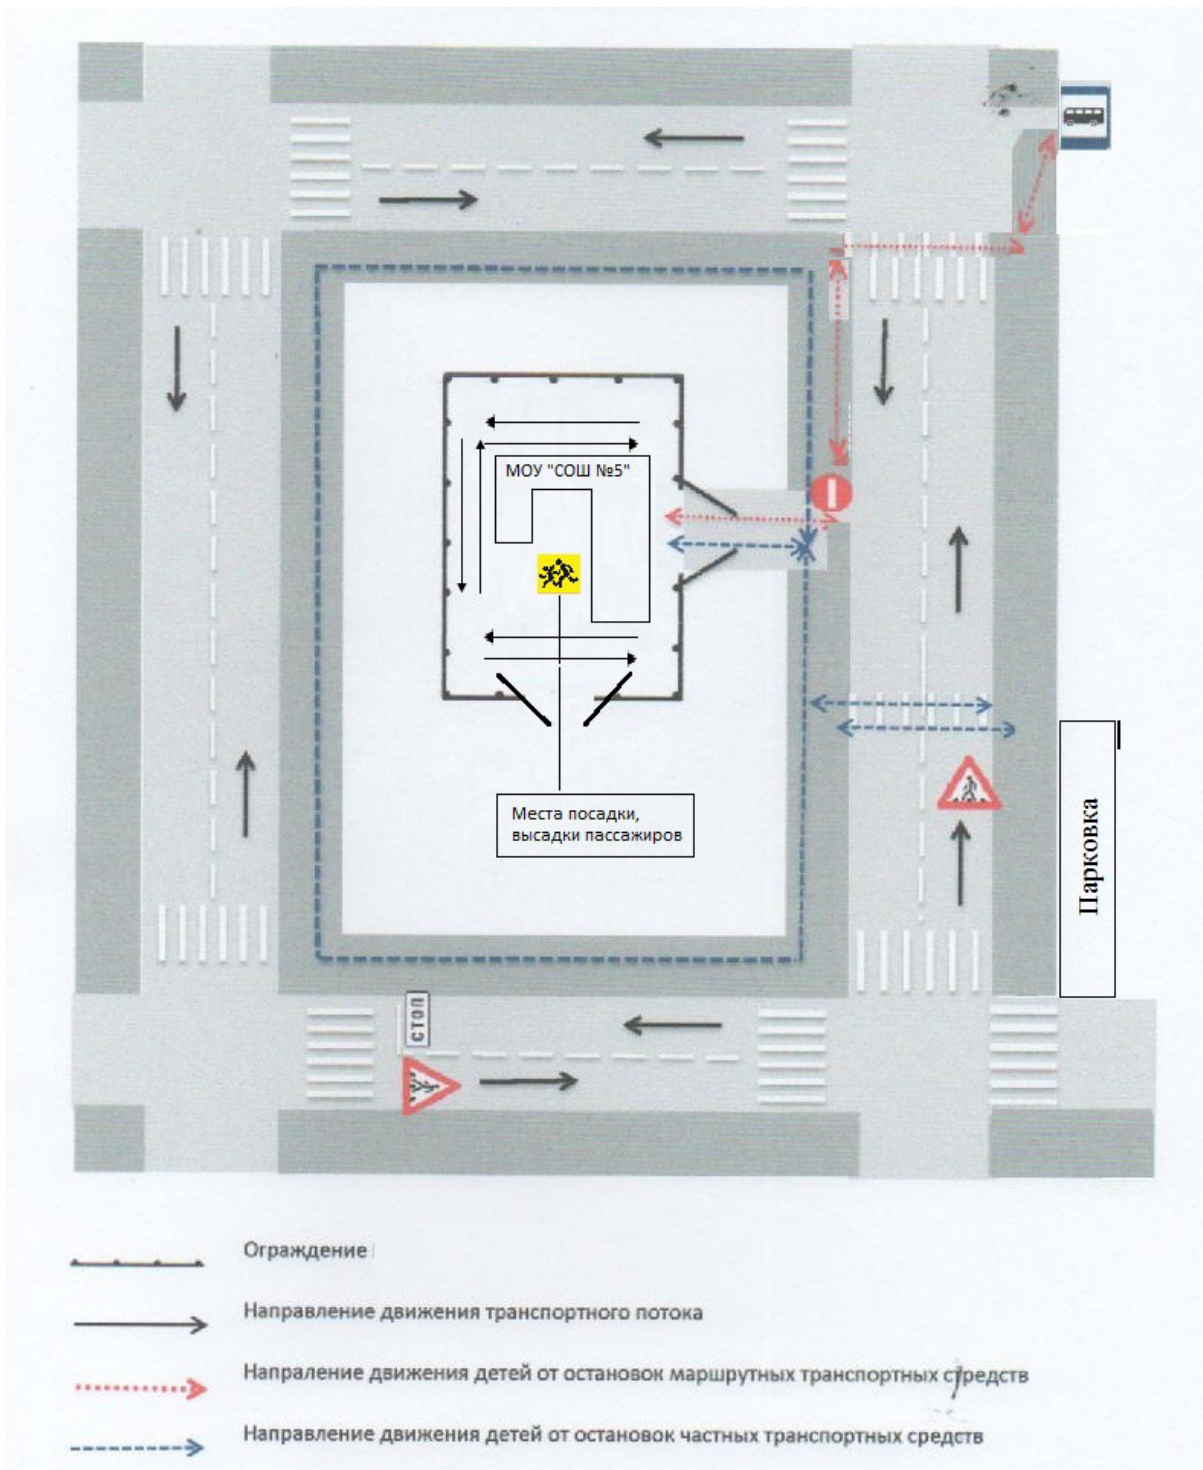 МОУ "СОШ №5"
Места посадки,
высадки пассажиров
Парковка
СТОП
Ограждение
Направление движения транспортного потока
Напраление движения детей от остановок маршрутных транспортных стредств
Направление движения детей от остановок частных транспортных средств